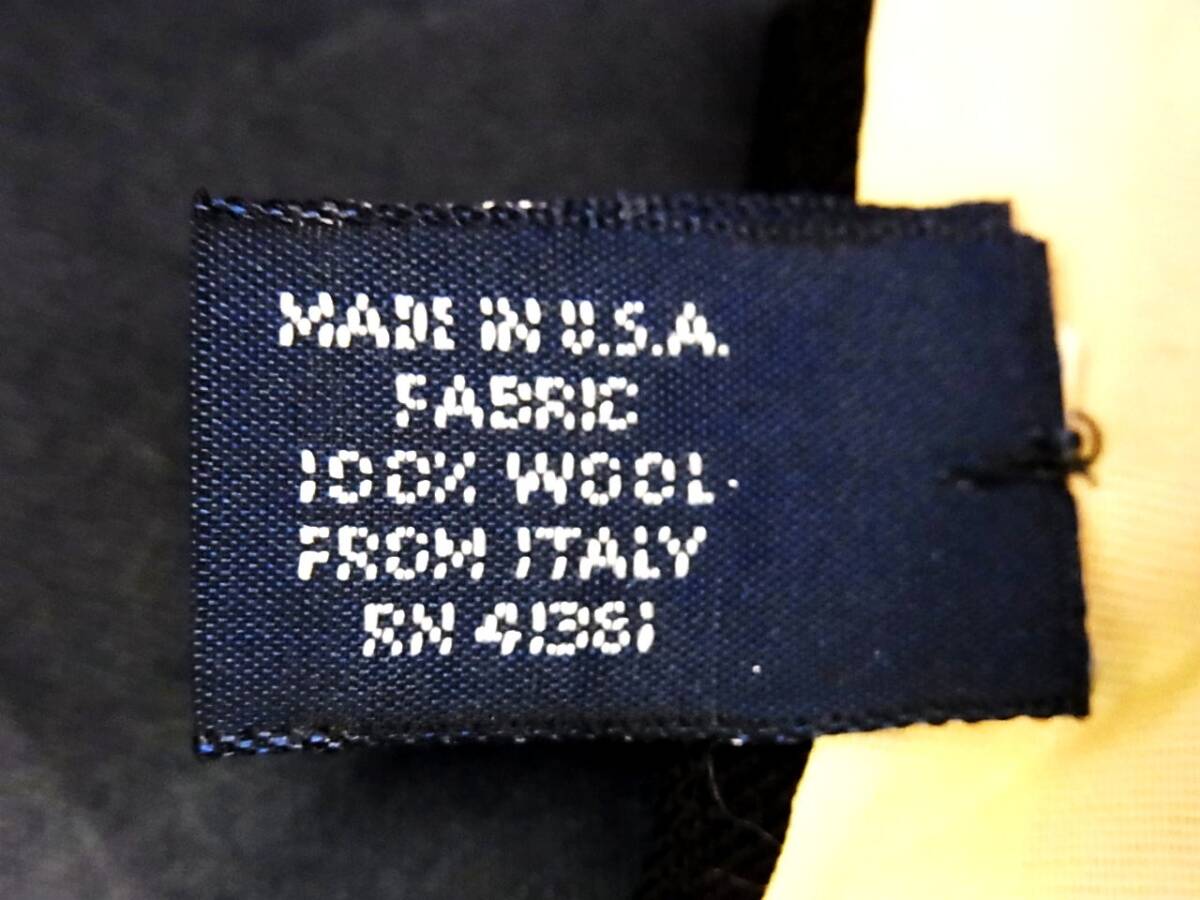 MADE IN U.S.A.
FABRIC
100% WOOL
FROM ITALY
RN 41381